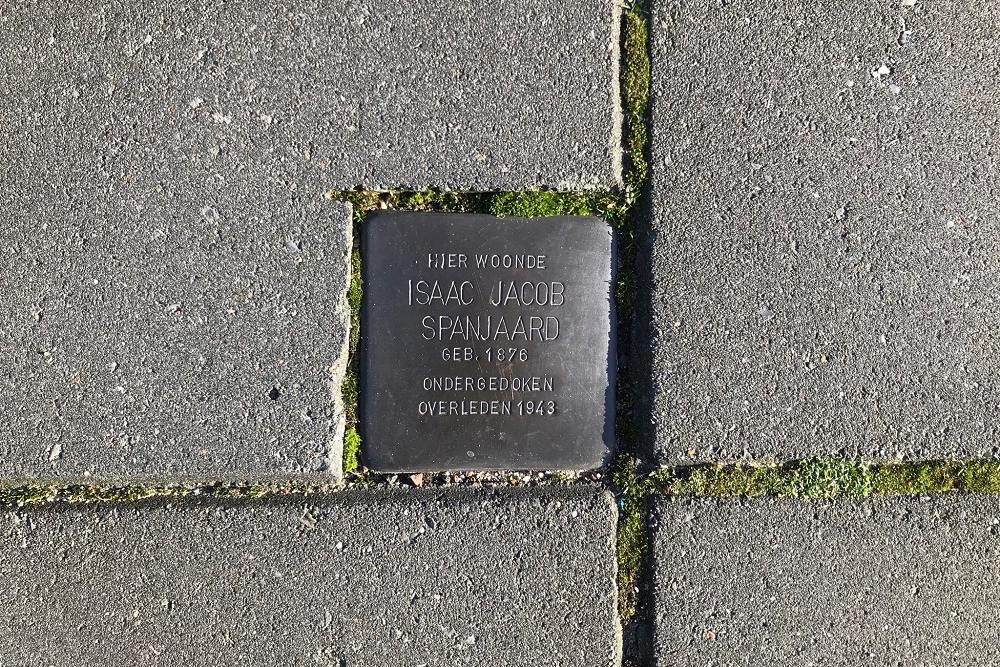 HIER WOONDE
ISAAC JACOB
SPANJAARD
GEB. 1876
ONDERGEDOKEN
OVERLEDEN 1943